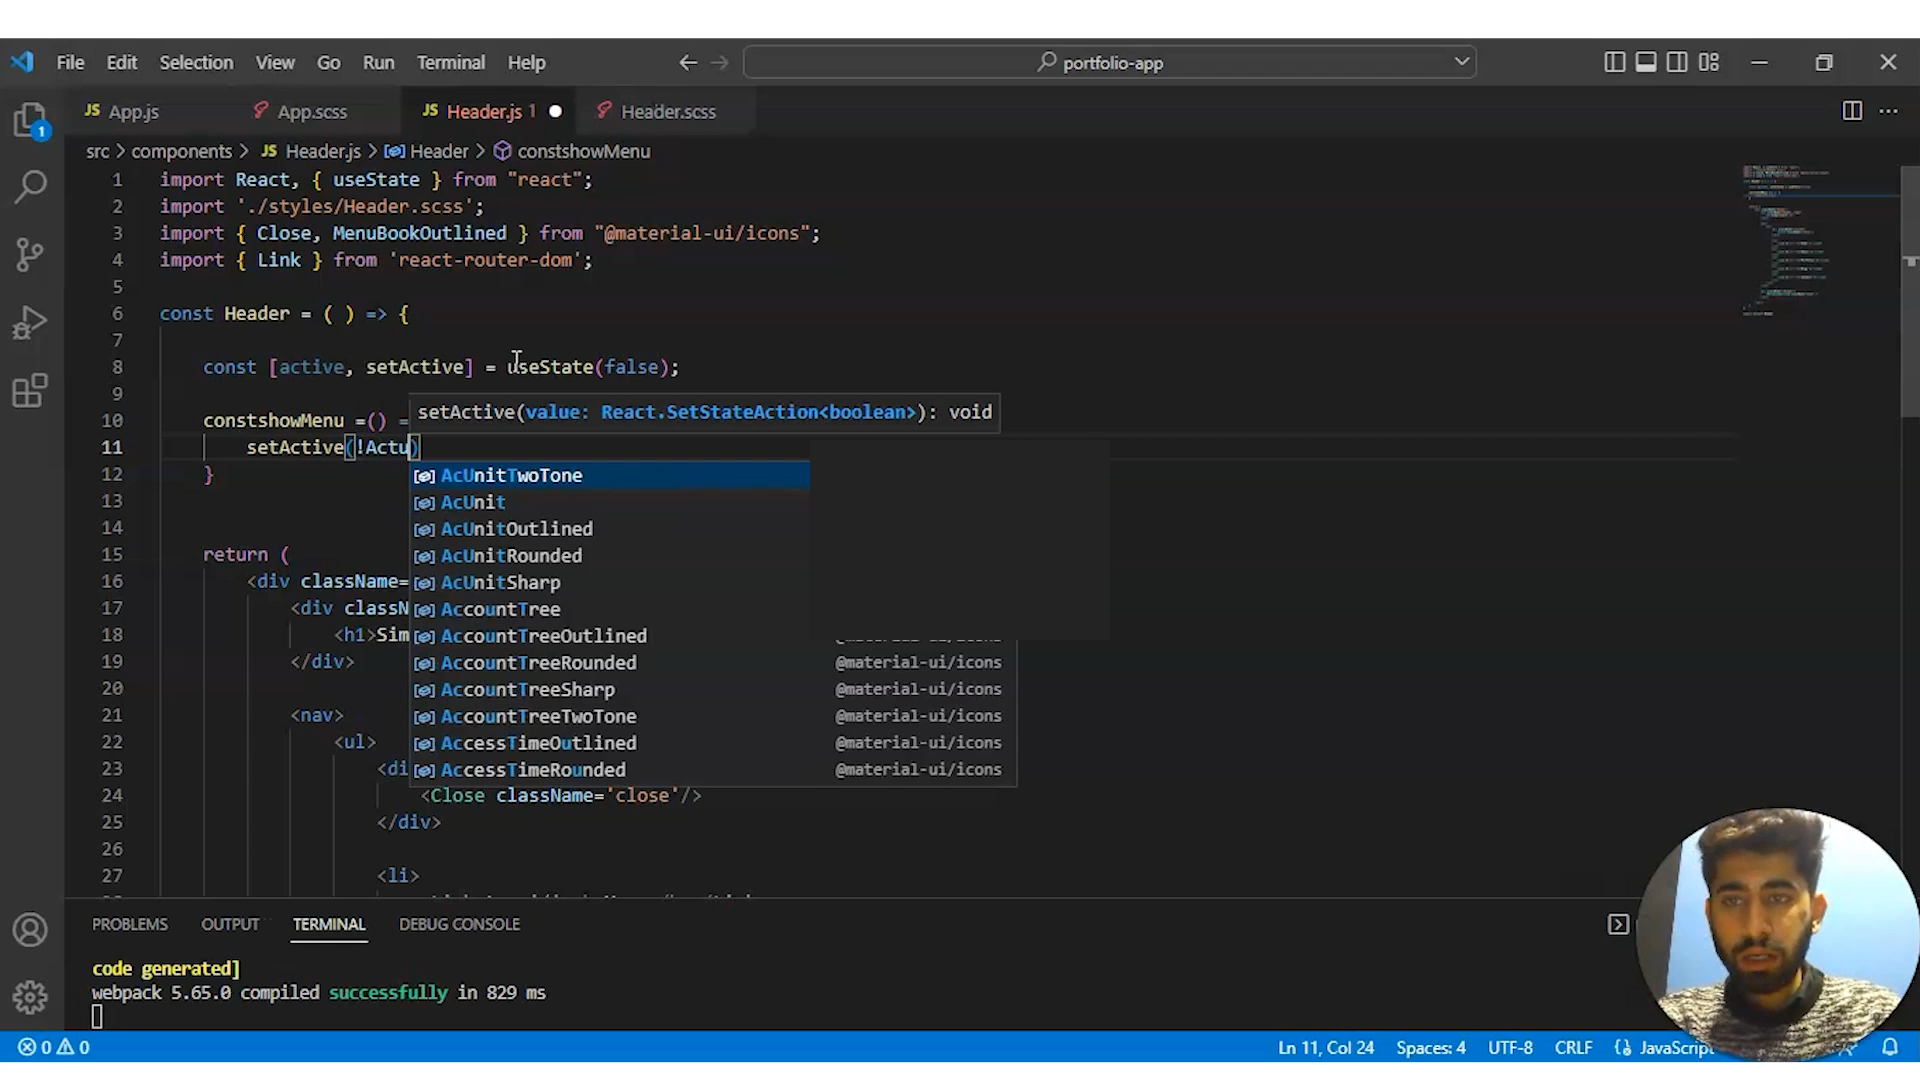 File Edit Selection View Go Run Terminal Help portfolio-app
JS App.js App.scss JS Header.js 1 Header.scss
src > components > JS Header.js > Header > constshowMenu
1 import React, { useState } from "react";
2 import './styles/Header.scss';
3 import { Close, MenuBookOutlined } from "@material-ui/icons";
4 import { Link } from 'react-router-dom';
5
6 const Header = ( ) => {
7
8 const [active, setActive] = useState(false);
9
10 constshowMenu =() =
setActive(value: React.SetStateAction<boolean>): void
11 setActive(!Actu)
12 }
AcUnitTwoTone
13
AcUnit
14
AcUnitOutlined
15 return (
AcUnitRounded
16 <div className=
AcUnitSharp
17 <div classN
AccountTree
18 <h1>Sim
AccountTreeOutlined
19 </div>
AccountTreeRounded @material-ui/icons
20
AccountTreeSharp @material-ui/icons
21 <nav>
AccountTreeTwoTone @material-ui/icons
22 <ul>
AccessTimeOutlined @material-ui/icons
23 <di
AccessTimeRounded @material-ui/icons
24 <Close className='close'/>
25 </div>
26
27 <li>
PROBLEMS OUTPUT TERMINAL DEBUG CONSOLE
code generated]
webpack 5.65.0 compiled successfully in 829 ms
0 0 Ln 11, Col 24 Spaces: 4 UTF-8 CRLF JavaScript